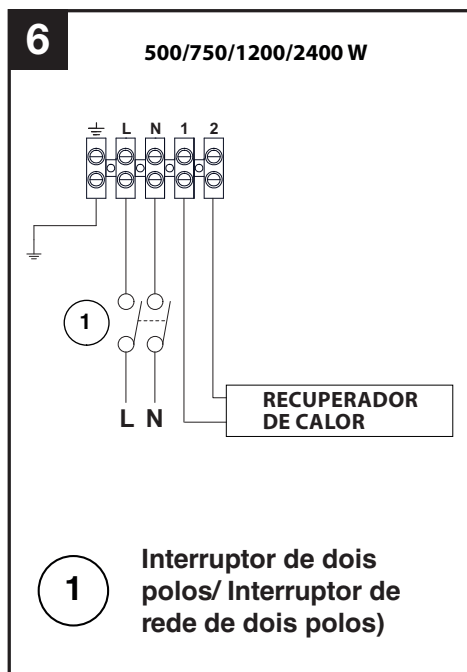 6
500/750/1200/2400 W
L N 1 2
1
L N
RECUPERADOR
DE CALOR
1
Interruptor de dois
polos/ Interruptor de
rede de dois polos)